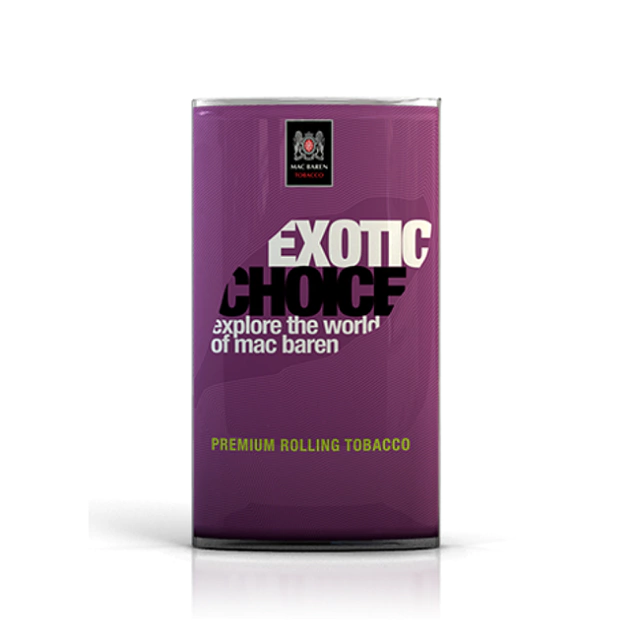 MAC BAREN
TOBACCO
EXOTIC
CHOICE
explore the world
of mac baren
PREMIUM ROLLING TOBACCO